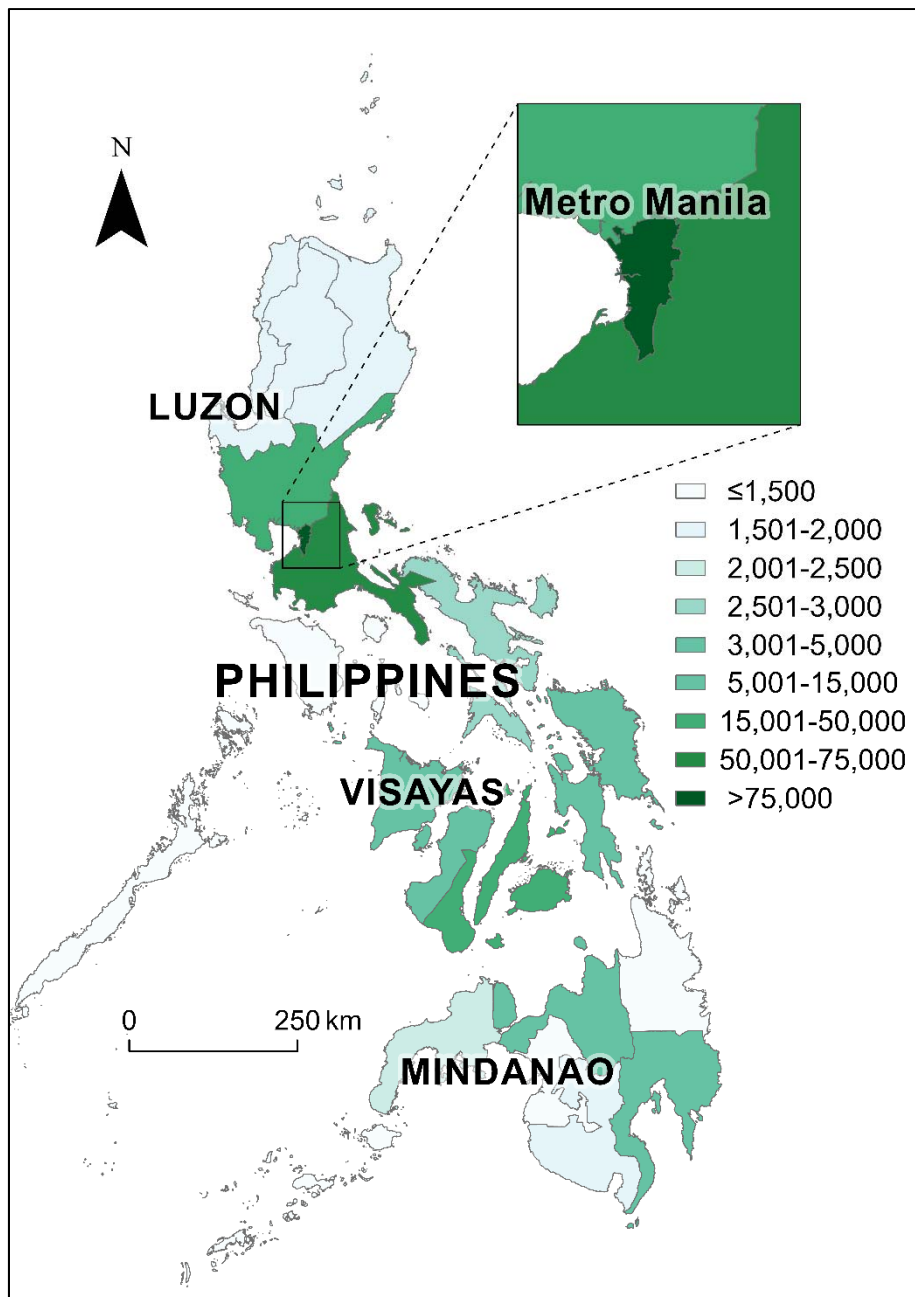 N
Metro Manila
LUZON
≤1,500
1,501-2,000
2,001-2,500
2,501-3,000
3,001-5,000
5,001-15,000
15,001-50,000
50,001-75,000
>75,000
PHILIPPINES
VISAYAS
0 250 km
MINDANAO